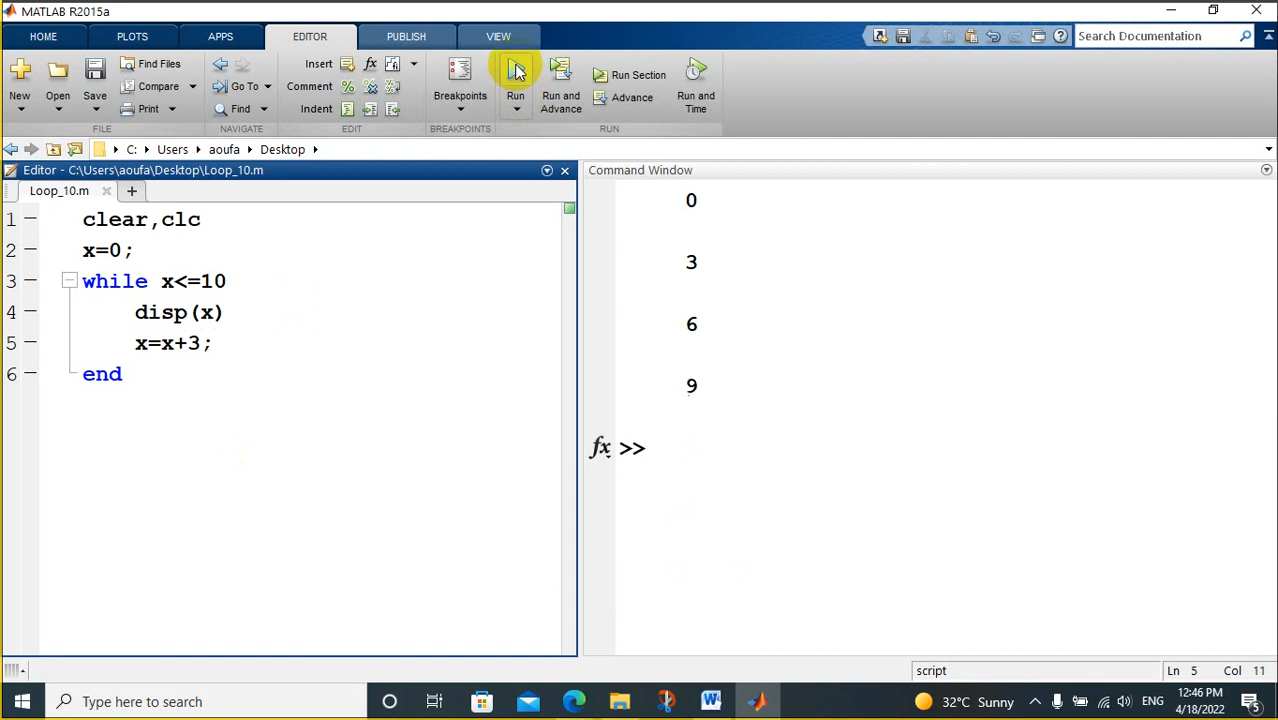 MATLAB R2015a
HOME PLOTS APPS EDITOR PUBLISH VIEW Search Documentation
New Open Save Find Files Compare Print
Go To Find
Insert fx Comment Indent
Breakpoints Run Run and Advance Run Section Advance Run and Time
FILE NAVIGATE EDIT BREAKPOINTS RUN
C: Users aoufa Desktop
Editor - C:\Users\aoufa\Desktop\Loop_10.m
Loop_10.m
1 clear,clc
2 x=0;
3 while x<=10
4 disp(x)
5 x=x+3;
6 end
Command Window
0
3
6
9
fx >>
script Ln 5 Col 11
Type here to search 32°C Sunny ENG 12:46 PM
4/18/2022 5